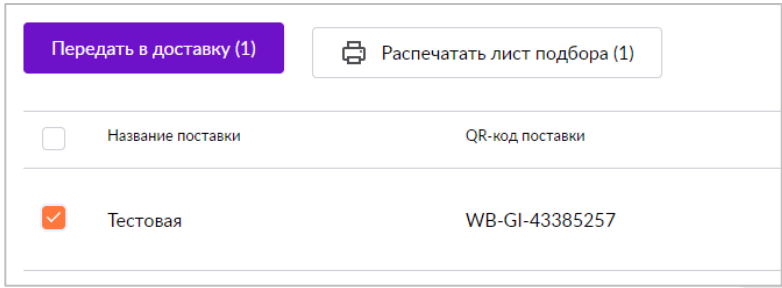 Передать в доставку (1) Распечатать лист подбора (1)
Название поставки QR-код поставки
Тестовая WB-GI-43385257